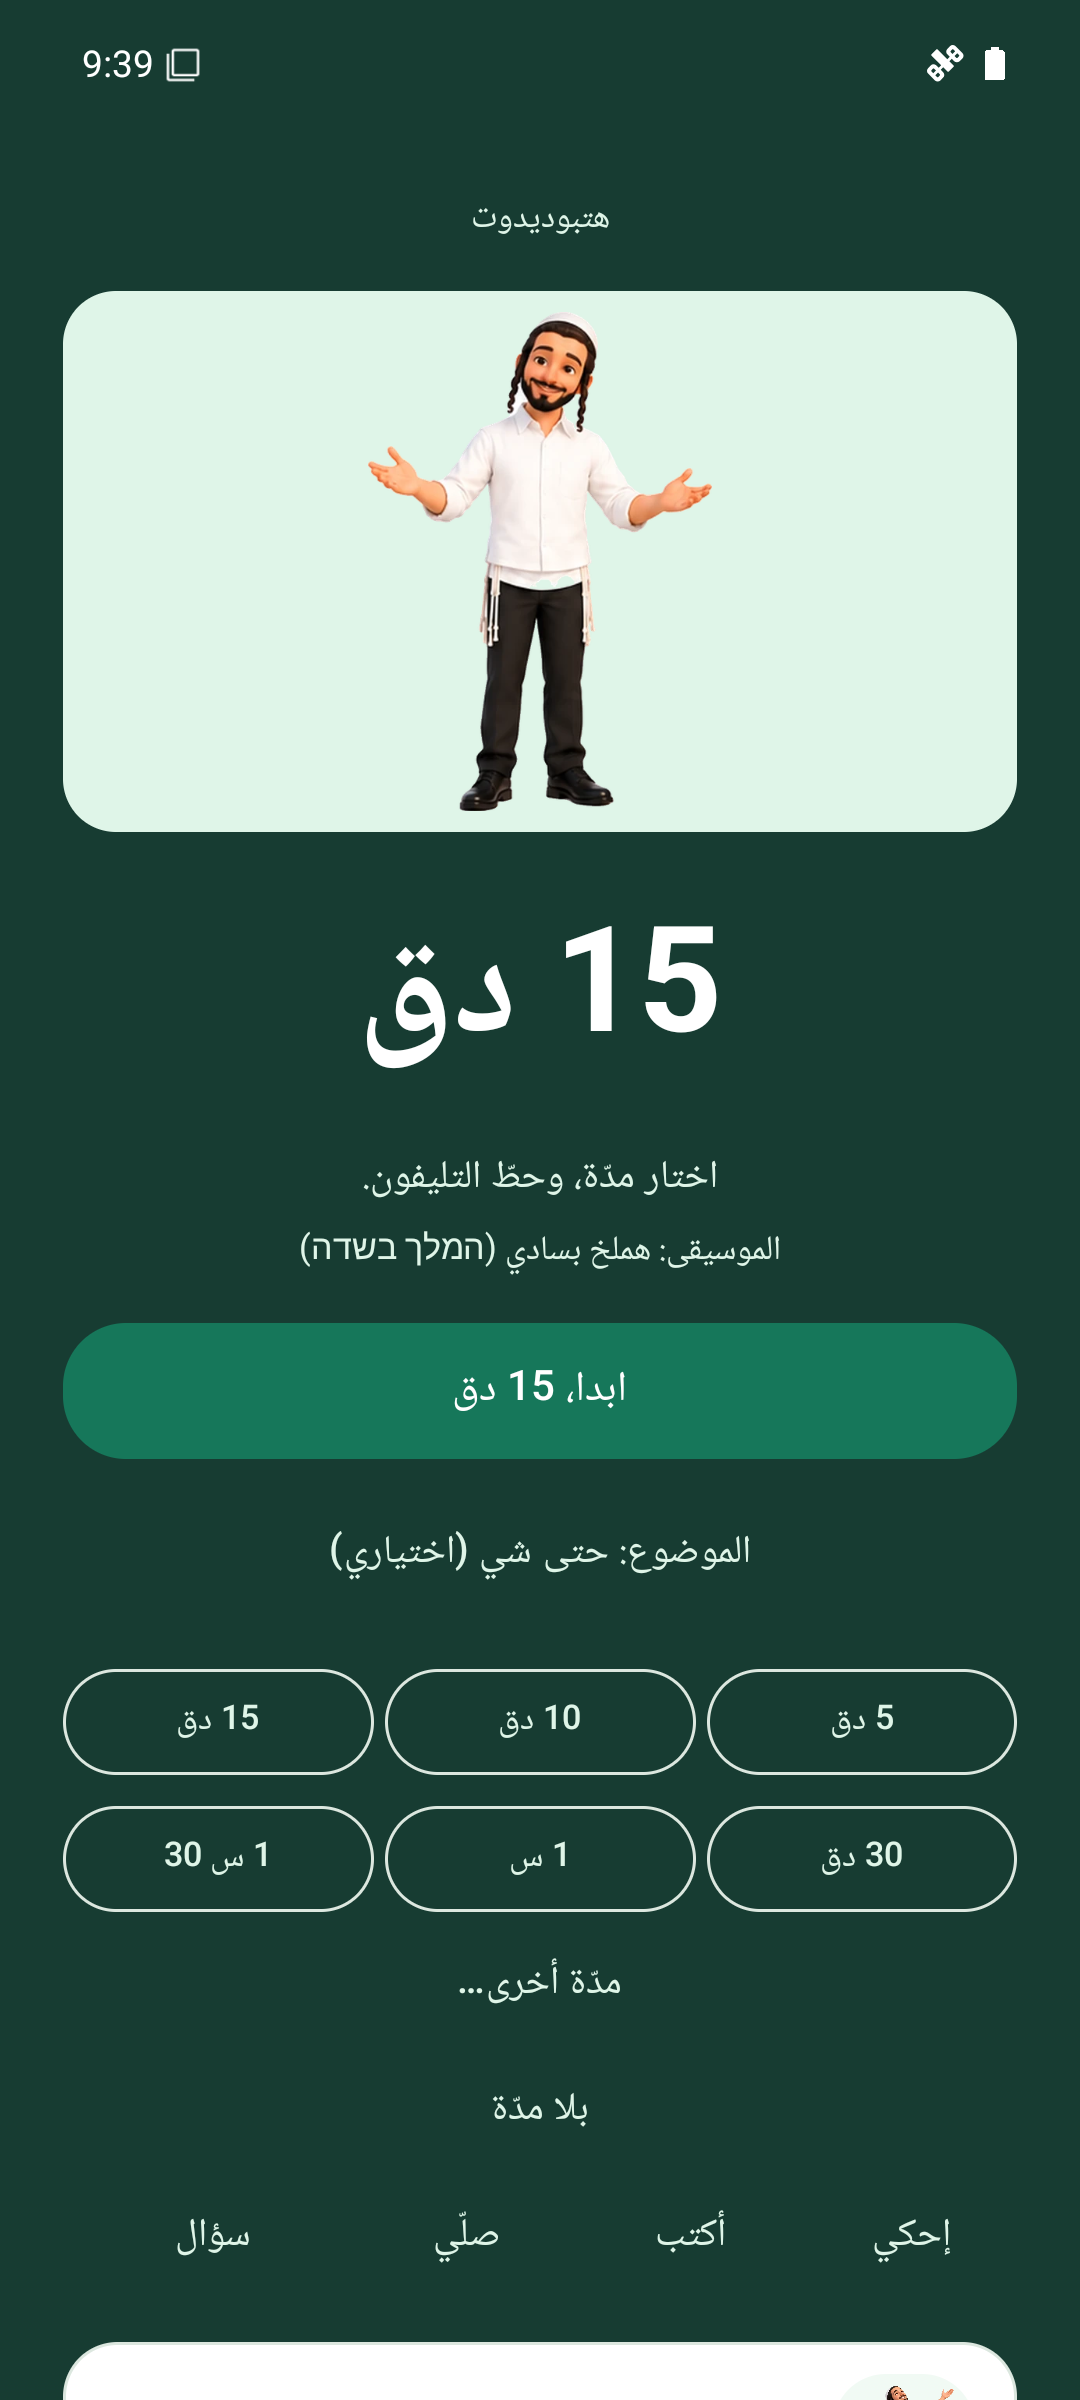 9:39
هتبوديدوت
15 دق
اختار مدّة، وحطّ التليفون.
الموسيقى: هملخ بسادي (המלך בשדה)
ابدا، 15 دق
الموضوع: حتى شي (اختياري)
5 دق
10 دق
15 دق
30 دق
1 س
1 س 30
مدّة أخرى...
بلا مدّة
إحكي
أكتب
صلّي
سؤال